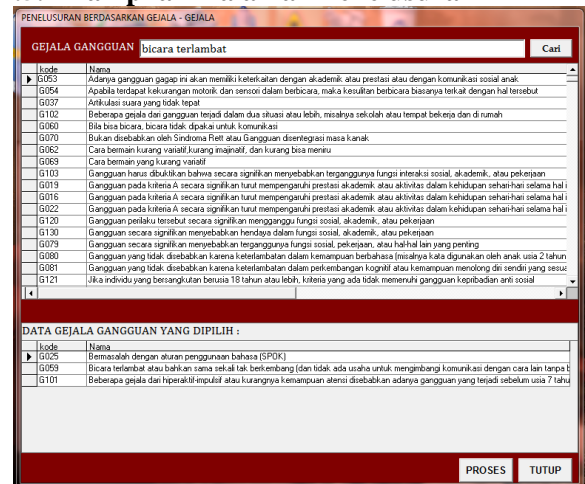 PENELUSURAN BERDASARKAN GEJALA - GEJALA
GEJALA GANGGUAN bicara terlambat Cari
kode Nama
G053 Adanya gangguan gagap ini akan memiliki keterkaitan dengan akademik atau prestasi atau dengan komunikasi sosial anak
G054 Apabila terdapat kekurangan motorik dan sensori dalam berbicara, maka kesulitan berbicara biasanya terkait dengan hal tersebut
G037 Artikulasi suara yang tidak tepat
G102 Beberapa gejala dari gangguan terjadi dalam dua situasi atau lebih, misalnya sekolah atau tempat bekerja dan di rumah
G060 Bila bisa bicara, bicara tidak dipakai untuk komunikasi
G070 Bukan disebabkan oleh Sindroma Rett atau Gangguan disentegrasi masa kanak
G062 Cara bermain kurang variatif,kurang imajinatif, dan kurang bisa meniru
G069 Cara bermain yang kurang variatif
G103 Gangguan harus dibuktikan bahwa secara signifikan menyebabkan terganggunya fungsi interaksi sosial, akademik, atau pekerjaan
G019 Gangguan pada kriteria A secara signifikan turut mempengaruhi prestasi akademik atau aktivitas dalam kehidupan sehari-hari selama hal i
G016 Gangguan pada kriteria A secara signifikan turut mempengaruhi prestasi akademik atau aktivitas dalam kehidupan sehari-hari selama hal i
G022 Gangguan pada kriteria A secara signifikan turut mempengaruhi prestasi akademik atau aktivitas dalam kehidupan sehari-hari selama hal i
G120 Gangguan perilaku tersebut secara signifikan mengganggu fungsi sosial, akademik, atau pekerjaan
G130 Gangguan secara signifikan menyebabkan hendaya dalam fungsi sosial, akademik, atau pekerjaan
G079 Gangguan secara signifikan menyebabkan terganggunya fungsi sosial, pekerjaan, atau hal-hal lain yang penting
G080 Gangguan yang tidak disebabkan karena keterlambatan dalam kemampuan berbahasa (misalnya kata digunakan oleh anak usia 2 tahun
G081 Gangguan yang tidak disebabkan karena keterlambatan dalam perkembangan kognitif atau kemampuan menolong diri sendiri yang sesua
G121 Jika individu yang bersangkutan berusia 18 tahun atau lebih, kriteria yang ada tidak memenuhi gangguan kepribadian anti sosial
DATA GEJALA GANGGUAN YANG DIPILIH :
kode Nama
G025 Bermasalah dengan aturan penggunaan bahasa (SPOK)
G059 Bicara terlambat atau bahkan sama sekali tak berkembang (dan tidak ada usaha untuk mengimbangi komunikasi dengan cara lain tanpa b
G101 Beberapa gejala dari hiperaktif-impulsif atau kurangnya kemampuan atensi disebabkan adanya gangguan yang terjadi sebelum usia 7 tahu
PROSES TUTUP